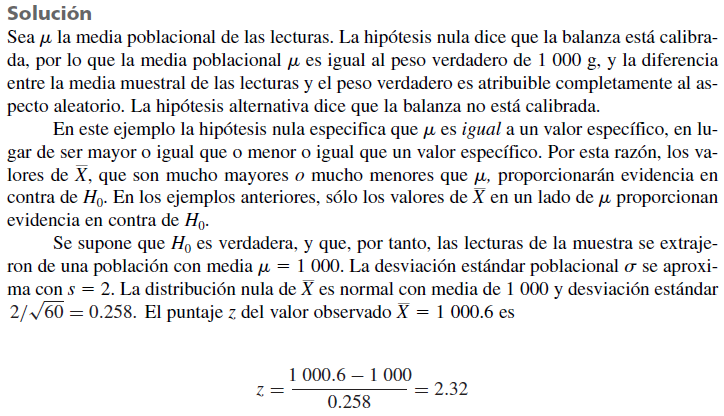 Solución
Sea μ la media poblacional de las lecturas. La hipótesis nula dice que la balanza está calibra-
da, por lo que la media poblacional μ es igual al peso verdadero de 1 000 g, y la diferencia
entre la media muestral de las lecturas y el peso verdadero es atribuible completamente al as-
pecto aleatorio. La hipótesis alternativa dice que la balanza no está calibrada.
En este ejemplo la hipótesis nula especifica que μ es igual a un valor específico, en lu-
gar de ser mayor o igual que o menor o igual que un valor específico. Por esta razón, los va-
lores de X̄, que son mucho mayores o mucho menores que μ, proporcionarán evidencia en
contra de H₀. En los ejemplos anteriores, sólo los valores de X̄ en un lado de μ proporcionan
evidencia en contra de H₀.
Se supone que H₀ es verdadera, y que, por tanto, las lecturas de la muestra se extraje-
ron de una población con media μ = 1 000. La desviación estándar poblacional σ se aproxi-
ma con s = 2. La distribución nula de X̄ es normal con media de 1 000 y desviación estándar
2/√60 = 0.258. El puntaje z del valor observado X̄ = 1 000.6 es
z = (1 000.6 − 1 000) / 0.258 = 2.32